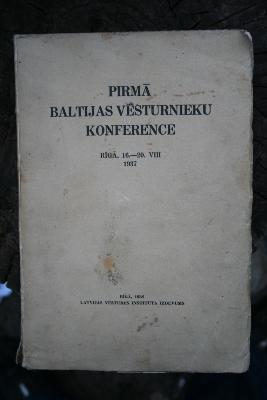 PIRMĀ
BALTIJAS VĒSTURNIEKU
KONFERENCE
RĪGĀ, 16.—20. VIII
1937
RĪGĀ, 1938
LATVIJAS VĒSTURES INSTITŪTA IZDEVUMS